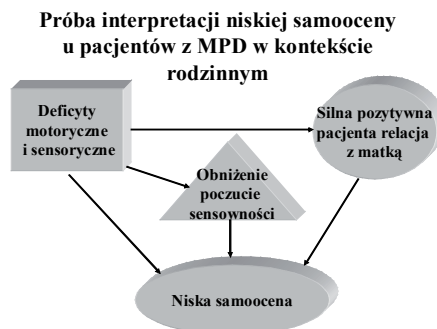 Próba interpretacji niskiej samooceny
u pacjentów z MPD w kontekście
rodzinnym
Deficyty
motoryczne
i sensoryczne
Silna pozytywna
pacjenta relacja
z matką
Obniżenie
poczucie
sensowności
Niska samoocena